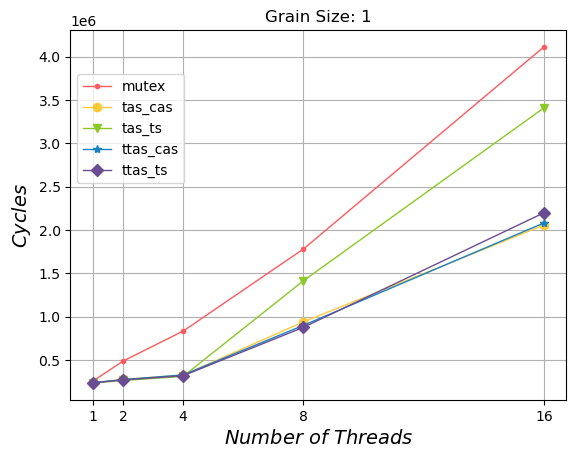 Grain Size: 1
1e6
4.0
3.5
3.0
2.5
2.0
1.5
1.0
0.5
Cycles
mutex
tas_cas
tas_ts
ttas_cas
ttas_ts
1 2 4 8 16
Number of Threads